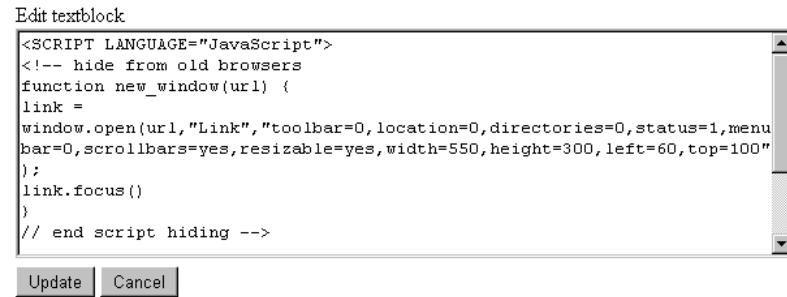 Edit textblock
<SCRIPT LANGUAGE="JavaScript">
<!-- hide from old browsers
function new_window(url) {
link =
window.open(url,"Link","toolbar=0,location=0,directories=0,status=1,menu
bar=0,scrollbars=yes,resizable=yes,width=550,height=300,left=60,top=100"
);
link.focus()
}
// end script hiding -->
Update Cancel